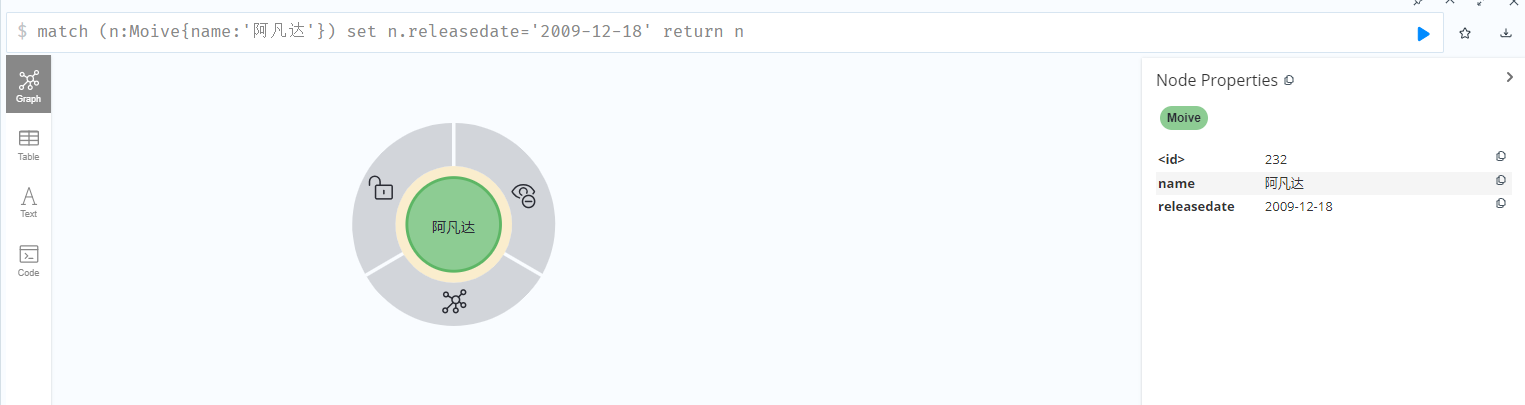 $ match (n:Moive{name:'阿凡达'}) set n.releasedate='2009-12-18' return n
Graph
Table
Text
Code
阿凡达
Node Properties
Moive
<id> 232
name 阿凡达
releasedate 2009-12-18